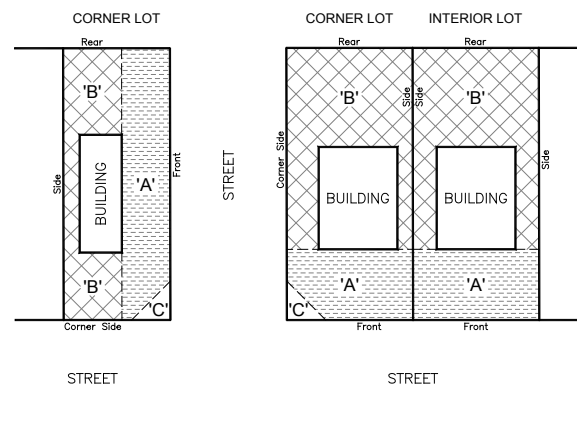 CORNER LOT
Rear
'B'
Side
BUILDING
'A'
Front
'B'
'C'
Corner Side
STREET
STREET
CORNER LOT
INTERIOR LOT
Rear
Rear
'B'
Side
Side
'B'
Corner Side
Side
BUILDING
BUILDING
'A'
'A'
'C'
Front
Front
STREET